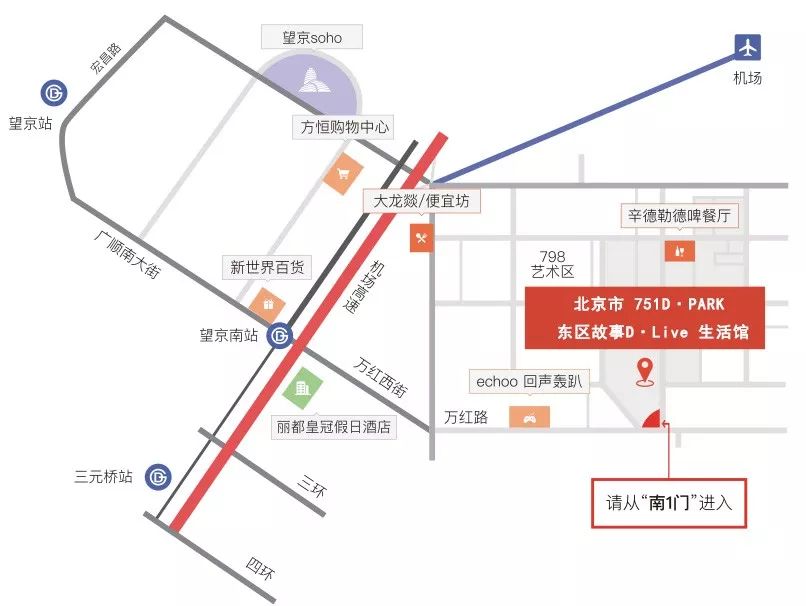 望京soho
宏昌路
机场
望京站
方恒购物中心
大龙燚/便宜坊
辛德勒德啤餐厅
广顺南大街
新世界百货
机场高速
798
艺术区
北京市 751D·PARK
东区故事D·Live 生活馆
望京南站
万红西街
echoo 回声轰趴
万红路
丽都皇冠假日酒店
三元桥站
三环
请从“南1门”进入
四环